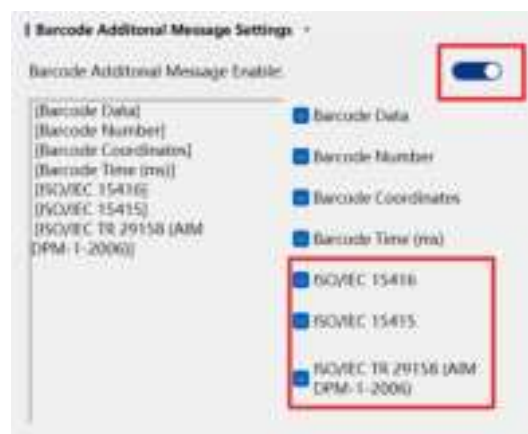 Barcode Additonal Message Settings
Barcode Additonal Message Enable:
[Barcode Data]
[Barcode Number]
[Barcode Coordinates]
[Barcode Time (ms)]
[ISO/IEC 15416]
[ISO/IEC 15415]
[ISO/IEC TR 29158 (AIM
DPM-1-2006)]
Barcode Data
Barcode Number
Barcode Coordinates
Barcode Time (ms)
ISO/IEC 15416
ISO/IEC 15415
ISO/IEC TR 29158 (AIM
DPM-1-2006)